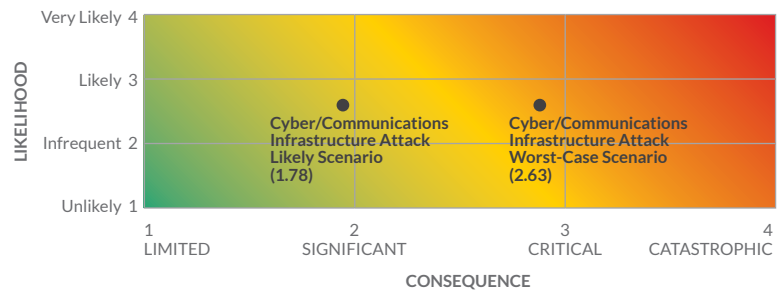 LIKELIHOOD
Very Likely 4
Likely 3
Infrequent 2
Unlikely 1
Cyber/Communications
Infrastructure Attack
Likely Scenario
(1.78)
Cyber/Communications
Infrastructure Attack
Worst-Case Scenario
(2.63)
1 2 3 4
LIMITED SIGNIFICANT CRITICAL CATASTROPHIC
CONSEQUENCE